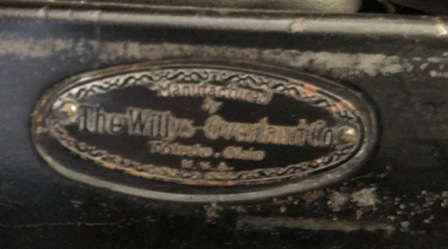 Manufactured
by
The Willys-Overland Co
Toledo, Ohio
U.S.A.